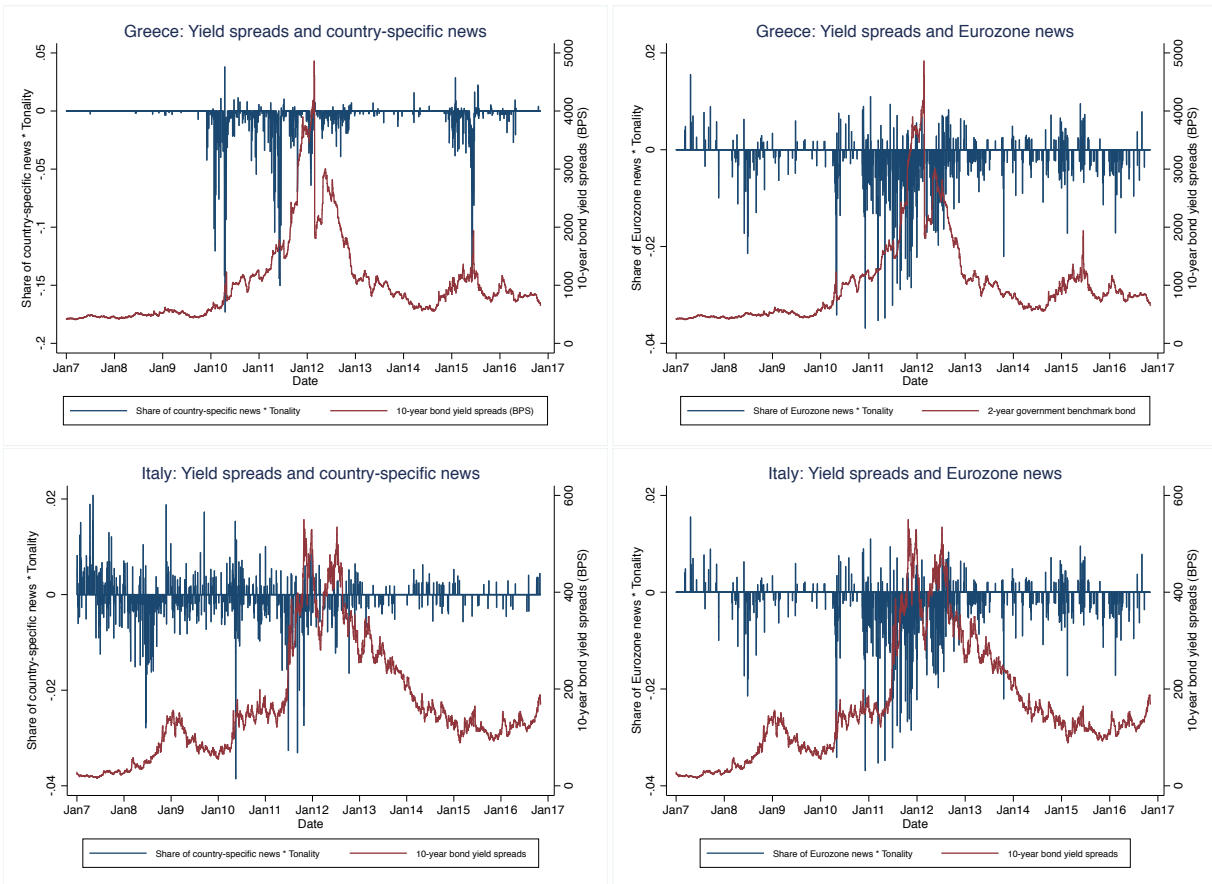 Greece: Yield spreads and country-specific news
Share of country-specific news * Tonality
.05
0
-.05
-.1
-.15
-.2
10-year bond yield spreads (BPS)
5000
4000
3000
2000
1000
0
Jan7 Jan8 Jan9 Jan10 Jan11 Jan12 Jan13 Jan14 Jan15 Jan16 Jan17
Date
Share of country-specific news * Tonality 10-year bond yield spreads (BPS)
Greece: Yield spreads and Eurozone news
Share of Eurozone news * Tonality
.02
0
-.02
-.04
10-year bond yield spreads (BPS)
5000
4000
3000
2000
1000
0
Jan7 Jan8 Jan9 Jan10 Jan11 Jan12 Jan13 Jan14 Jan15 Jan16 Jan17
Date
Share of Eurozone news * Tonality 2-year government benchmark bond
Italy: Yield spreads and country-specific news
Share of country-specific news * Tonality
.02
0
-.02
-.04
10-year bond yield spreads (BPS)
600
400
200
0
Jan7 Jan8 Jan9 Jan10 Jan11 Jan12 Jan13 Jan14 Jan15 Jan16 Jan17
Date
Share of country-specific news * Tonality 10-year bond yield spreads
Italy: Yield spreads and Eurozone news
Share of Eurozone news * Tonality
.02
0
-.02
-.04
10-year bond yield spreads (BPS)
600
400
200
0
Jan7 Jan8 Jan9 Jan10 Jan11 Jan12 Jan13 Jan14 Jan15 Jan16 Jan17
Date
Share of Eurozone news * Tonality 10-year bond yield spreads